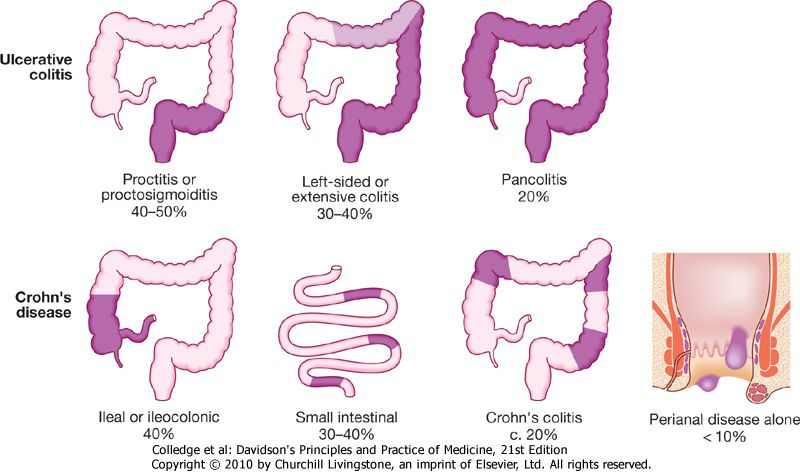 Ulcerative
colitis
Proctitis or
proctosigmoiditis
40–50%
Left-sided or
extensive colitis
30–40%
Pancolitis
20%
Crohn's
disease
Ileal or ileocolonic
40%
Small intestinal
30–40%
Crohn's colitis
c. 20%
Perianal disease alone
< 10%
Colledge et al: Davidson's Principles and Practice of Medicine, 21st Edition
Copyright © 2010 by Churchill Livingstone, an imprint of Elsevier, Ltd. All rights reserved.